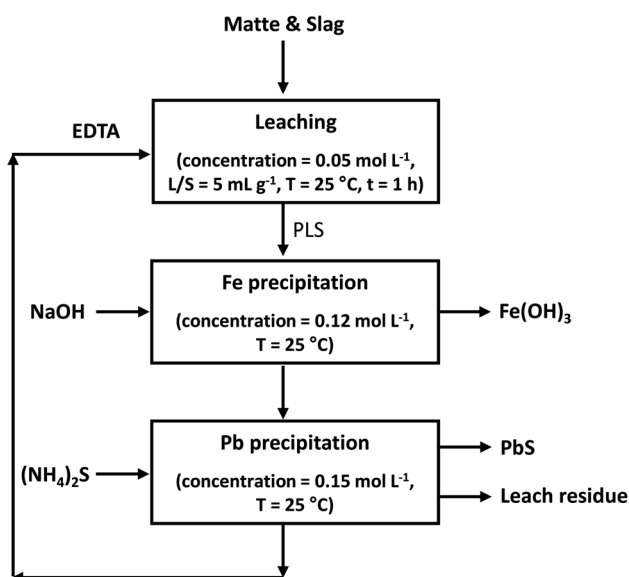 Matte & Slag
EDTA
Leaching
(concentration = 0.05 mol L⁻¹,
L/S = 5 mL g⁻¹, T = 25 °C, t = 1 h)
PLS
NaOH
Fe precipitation
(concentration = 0.12 mol L⁻¹,
T = 25 °C)
Fe(OH)₃
(NH₄)₂S
Pb precipitation
(concentration = 0.15 mol L⁻¹,
T = 25 °C)
PbS
Leach residue